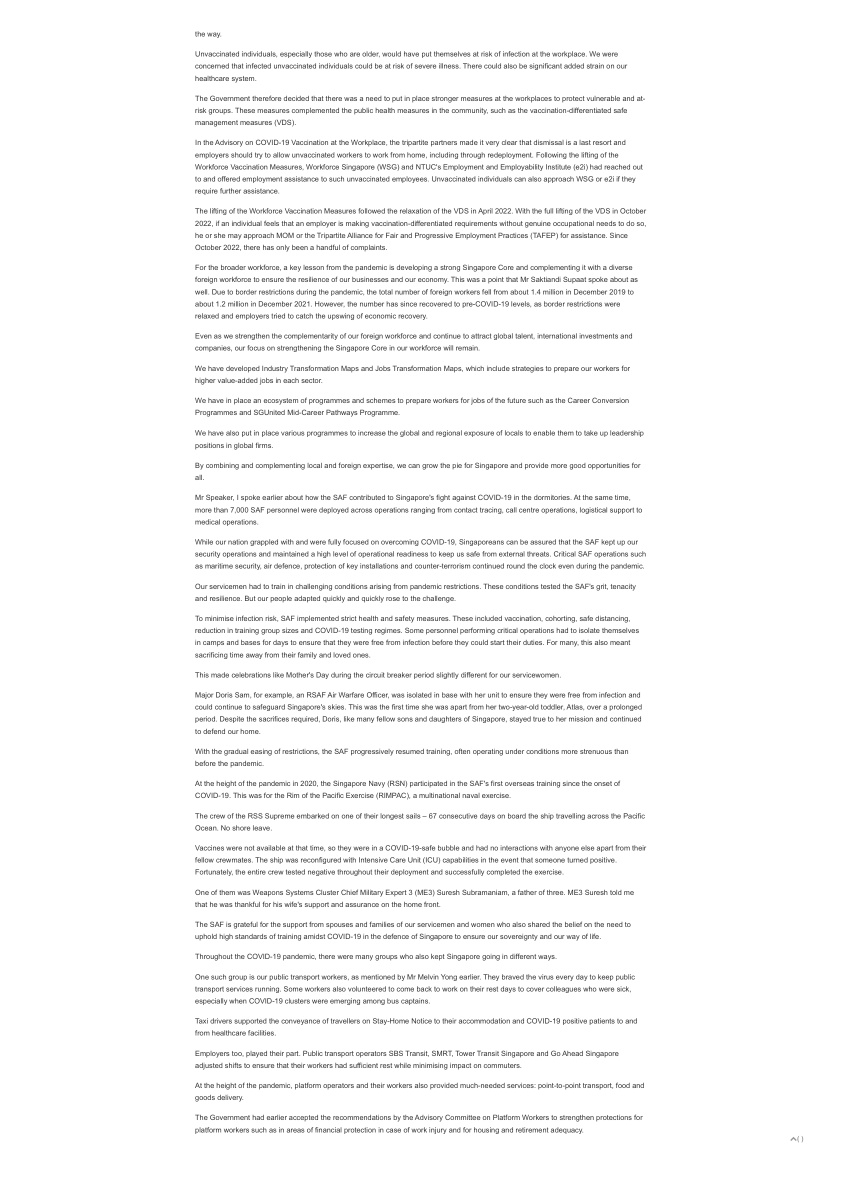 the way.
Unvaccinated individuals, especially those who are older, would have put themselves at risk of infection at the workplace. We were
concerned that infected unvaccinated individuals could be at risk of severe illness. There could also be significant added strain on our
healthcare system.
The Government therefore decided that there was a need to put in place stronger measures at the workplaces to protect vulnerable and at-
risk groups. These measures complemented the public health measures in the community, such as the vaccination-differentiated safe
management measures (VDS).
In the Advisory on COVID-19 Vaccination at the Workplace, the tripartite partners made it very clear that dismissal is a last resort and
employers should try to allow unvaccinated workers to work from home, including through redeployment. Following the lifting of the
Workforce Vaccination Measures, Workforce Singapore (WSG) and NTUC's Employment and Employability Institute (e2i) had reached out
to and offered employment assistance to such unvaccinated employees. Unvaccinated individuals can also approach WSG or e2i if they
require further assistance.
The lifting of the Workforce Vaccination Measures followed the relaxation of the VDS in April 2022. With the full lifting of the VDS in October
2022, if an individual feels that an employer is making vaccination-differentiated requirements without genuine occupational needs to do so,
he or she may approach MOM or the Tripartite Alliance for Fair and Progressive Employment Practices (TAFEP) for assistance. Since
October 2022, there has only been a handful of complaints.
For the broader workforce, a key lesson from the pandemic is developing a strong Singapore Core and complementing it with a diverse
foreign workforce to ensure the resilience of our businesses and our economy. This was a point that Mr Saktiandi Supaat spoke about as
well. Due to border restrictions during the pandemic, the total number of foreign workers fell from about 1.4 million in December 2019 to
about 1.2 million in December 2021. However, the number has since recovered to pre-COVID-19 levels, as border restrictions were
relaxed and employers tried to catch the upswing of economic recovery.
Even as we strengthen the complementarity of our foreign workforce and continue to attract global talent, international investments and
companies, our focus on strengthening the Singapore Core in our workforce will remain.
We have developed Industry Transformation Maps and Jobs Transformation Maps, which include strategies to prepare our workers for
higher value-added jobs in each sector.
We have in place an ecosystem of programmes and schemes to prepare workers for jobs of the future such as the Career Conversion
Programmes and SGUnited Mid-Career Pathways Programme.
We have also put in place various programmes to increase the global and regional exposure of locals to enable them to take up leadership
positions in global firms.
By combining and complementing local and foreign expertise, we can grow the pie for Singapore and provide more good opportunities for
all.
Mr Speaker, I spoke earlier about how the SAF contributed to Singapore's fight against COVID-19 in the dormitories. At the same time,
more than 7,000 SAF personnel were deployed across operations ranging from contact tracing, call centre operations, logistical support to
medical operations.
While our nation grappled with and were fully focused on overcoming COVID-19, Singaporeans can be assured that the SAF kept up our
security operations and maintained a high level of operational readiness to keep us safe from external threats. Critical SAF operations such
as maritime security, air defence, protection of key installations and counter-terrorism continued round the clock even during the pandemic.
Our servicemen had to train in challenging conditions arising from pandemic restrictions. These conditions tested the SAF's grit, tenacity
and resilience. But our people adapted quickly and quickly rose to the challenge.
To minimise infection risk, SAF implemented strict health and safety measures. These included vaccination, cohorting, safe distancing,
reduction in training group sizes and COVID-19 testing regimes. Some personnel performing critical operations had to isolate themselves
in camps and bases for days to ensure that they were free from infection before they could start their duties. For many, this also meant
sacrificing time away from their family and loved ones.
This made celebrations like Mother's Day during the circuit breaker period slightly different for our servicewomen.
Major Doris Sam, for example, an RSAF Air Warfare Officer, was isolated in base with her unit to ensure they were free from infection and
could continue to safeguard Singapore's skies. This was the first time she was apart from her two-year-old toddler, Atlas, over a prolonged
period. Despite the sacrifices required, Doris, like many fellow sons and daughters of Singapore, stayed true to her mission and continued
to defend our home.
With the gradual easing of restrictions, the SAF progressively resumed training, often operating under conditions more strenuous than
before the pandemic.
At the height of the pandemic in 2020, the Singapore Navy (RSN) participated in the SAF's first overseas training since the onset of
COVID-19. This was for the Rim of the Pacific Exercise (RIMPAC), a multinational naval exercise.
The crew of the RSS Supreme embarked on one of their longest sails – 67 consecutive days on board the ship travelling across the Pacific
Ocean. No shore leave.
Vaccines were not available at that time, so they were in a COVID-19-safe bubble and had no interactions with anyone else apart from their
fellow crewmates. The ship was reconfigured with Intensive Care Unit (ICU) capabilities in the event that someone turned positive.
Fortunately, the entire crew tested negative throughout their deployment and successfully completed the exercise.
One of them was Weapons Systems Cluster Chief Military Expert 3 (ME3) Suresh Subramaniam, a father of three. ME3 Suresh told me
that he was thankful for his wife's support and assurance on the home front.
The SAF is grateful for the support from spouses and families of our servicemen and women who also shared the belief on the need to
uphold high standards of training amidst COVID-19 in the defence of Singapore to ensure our sovereignty and our way of life.
Throughout the COVID-19 pandemic, there were many groups who also kept Singapore going in different ways.
One such group is our public transport workers, as mentioned by Mr Melvin Yong earlier. They braved the virus every day to keep public
transport services running. Some workers also volunteered to come back to work on their rest days to cover colleagues who were sick,
especially when COVID-19 clusters were emerging among bus captains.
Taxi drivers supported the conveyance of travellers on Stay-Home Notice to their accommodation and COVID-19 positive patients to and
from healthcare facilities.
Employers too, played their part. Public transport operators SBS Transit, SMRT, Tower Transit Singapore and Go Ahead Singapore
adjusted shifts to ensure that their workers had sufficient rest while minimising impact on commuters.
At the height of the pandemic, platform operators and their workers also provided much-needed services: point-to-point transport, food and
goods delivery.
The Government had earlier accepted the recommendations by the Advisory Committee on Platform Workers to strengthen protections for
platform workers such as in areas of financial protection in case of work injury and for housing and retirement adequacy.
( )